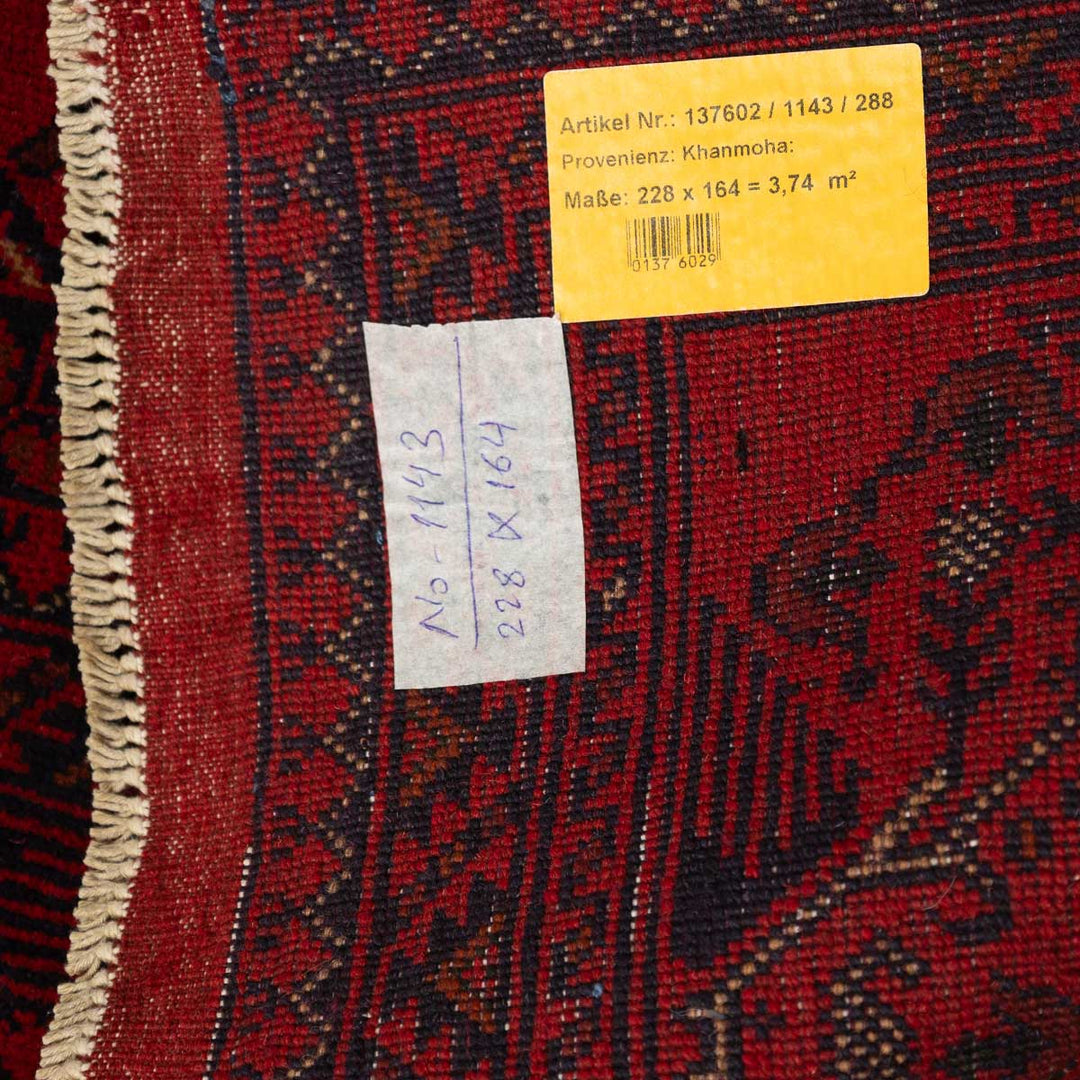 Artikel Nr.: 137602 / 1143 / 288
Provenienz: Khanmoha:
Maße: 228 x 164 = 3,74 m²
0137 6029
No-1143
228 x 164